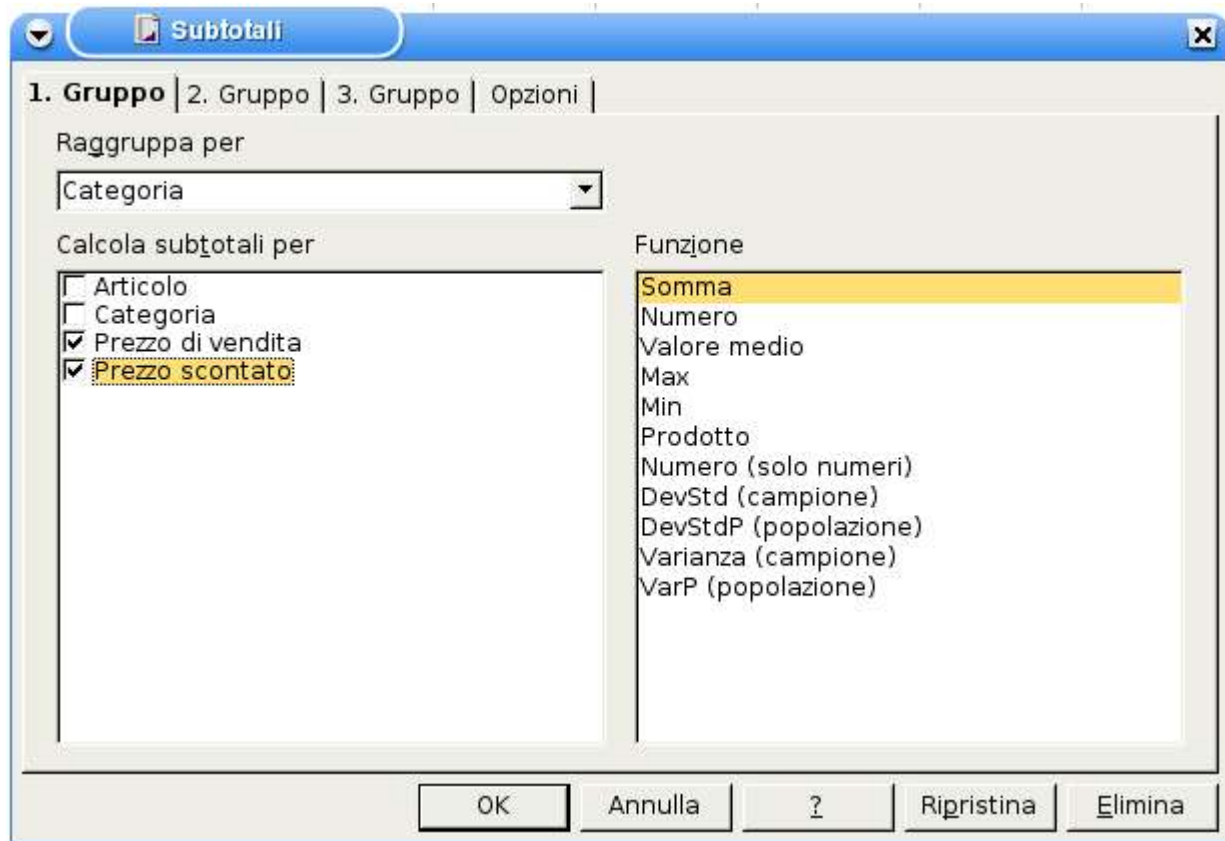 Subtotali
1. Gruppo
2. Gruppo
3. Gruppo
Opzioni
Raggruppa per
Categoria
Calcola subtotali per
Articolo
Categoria
Prezzo di vendita
Prezzo scontato
Funzione
Somma
Numero
Valore medio
Max
Min
Prodotto
Numero (solo numeri)
DevStd (campione)
DevStdP (popolazione)
Varianza (campione)
VarP (popolazione)
OK
Annulla
?
Ripristina
Elimina